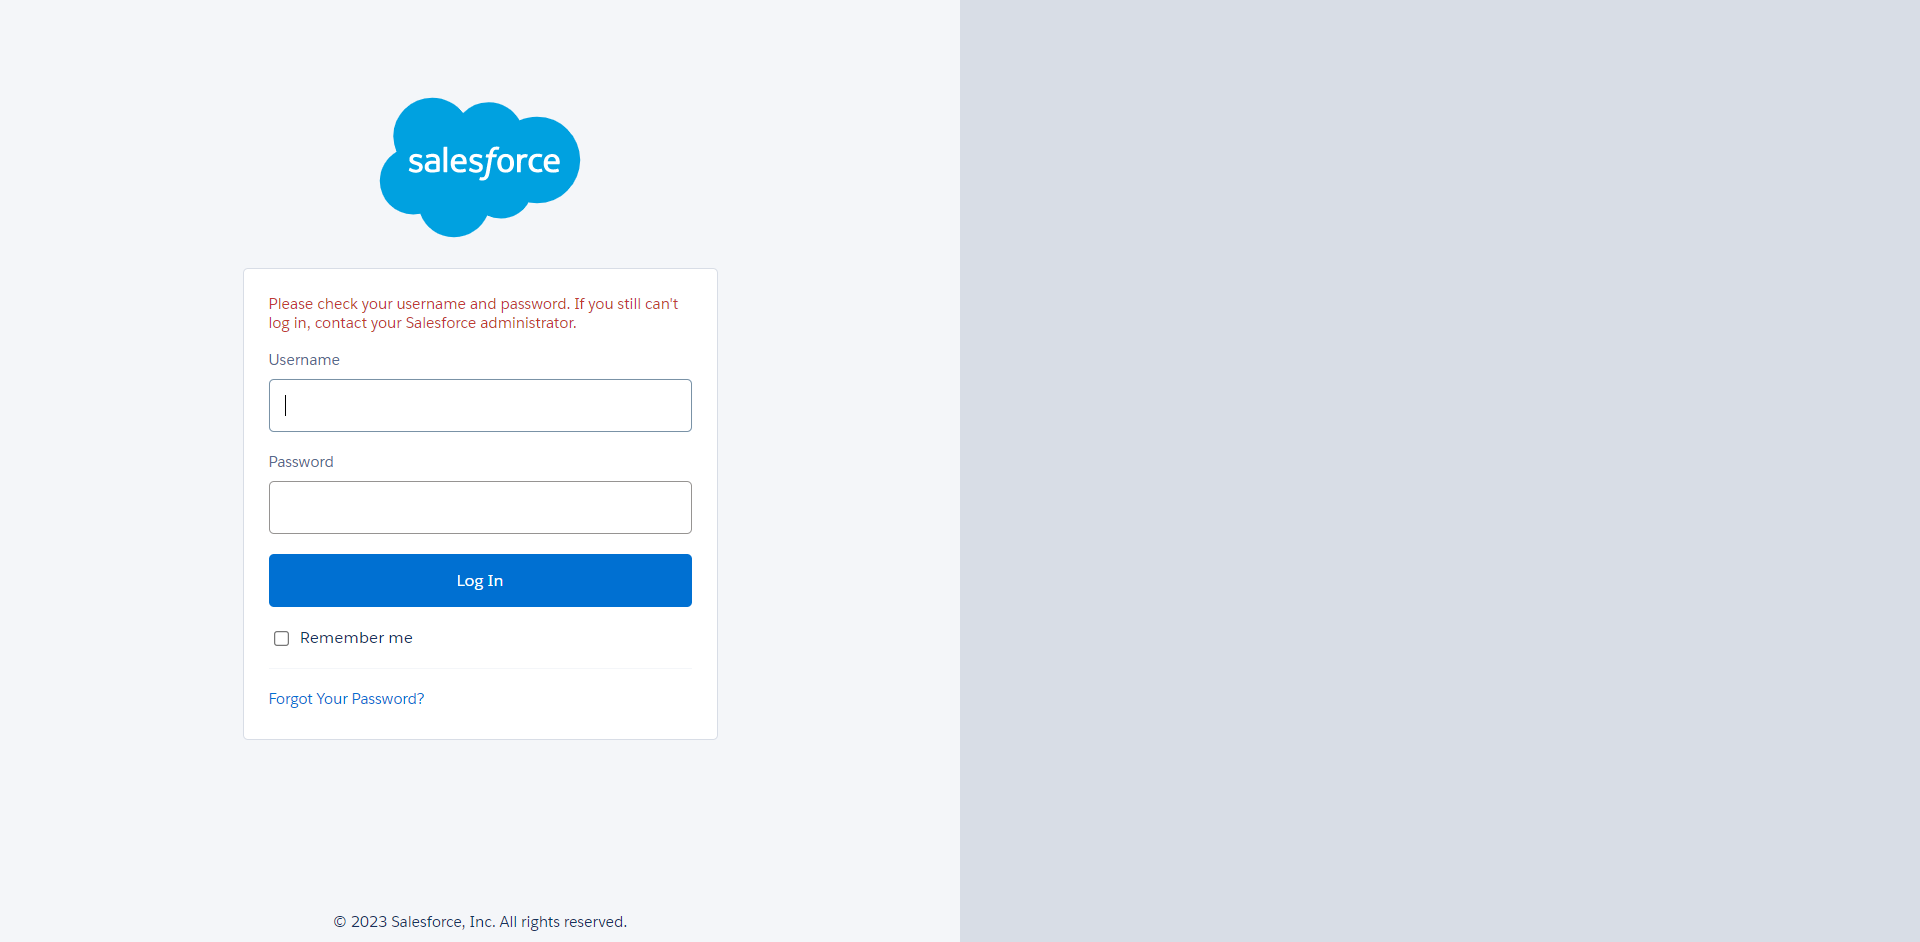 salesforce
Please check your username and password. If you still can't
log in, contact your Salesforce administrator.
Username
Password
Log In
Remember me
Forgot Your Password?
© 2023 Salesforce, Inc. All rights reserved.